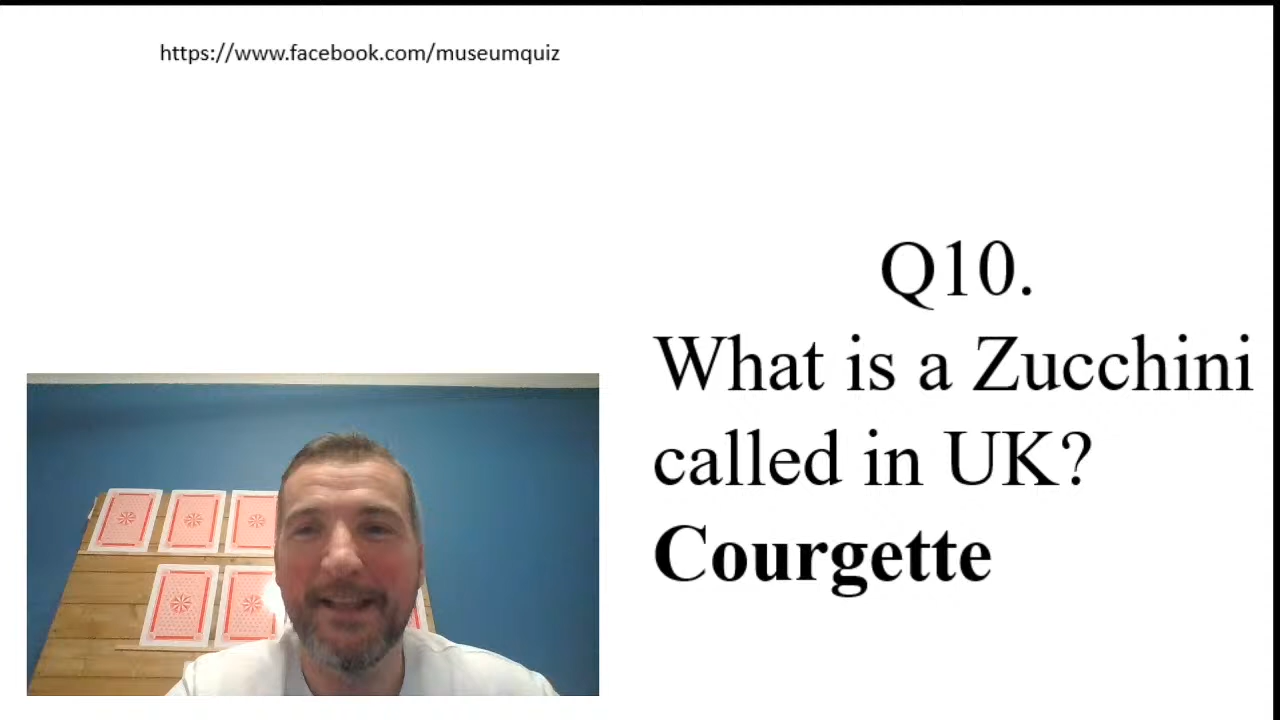 https://www.facebook.com/museumquiz
Q10.
What is a Zucchini
called in UK?
Courgette